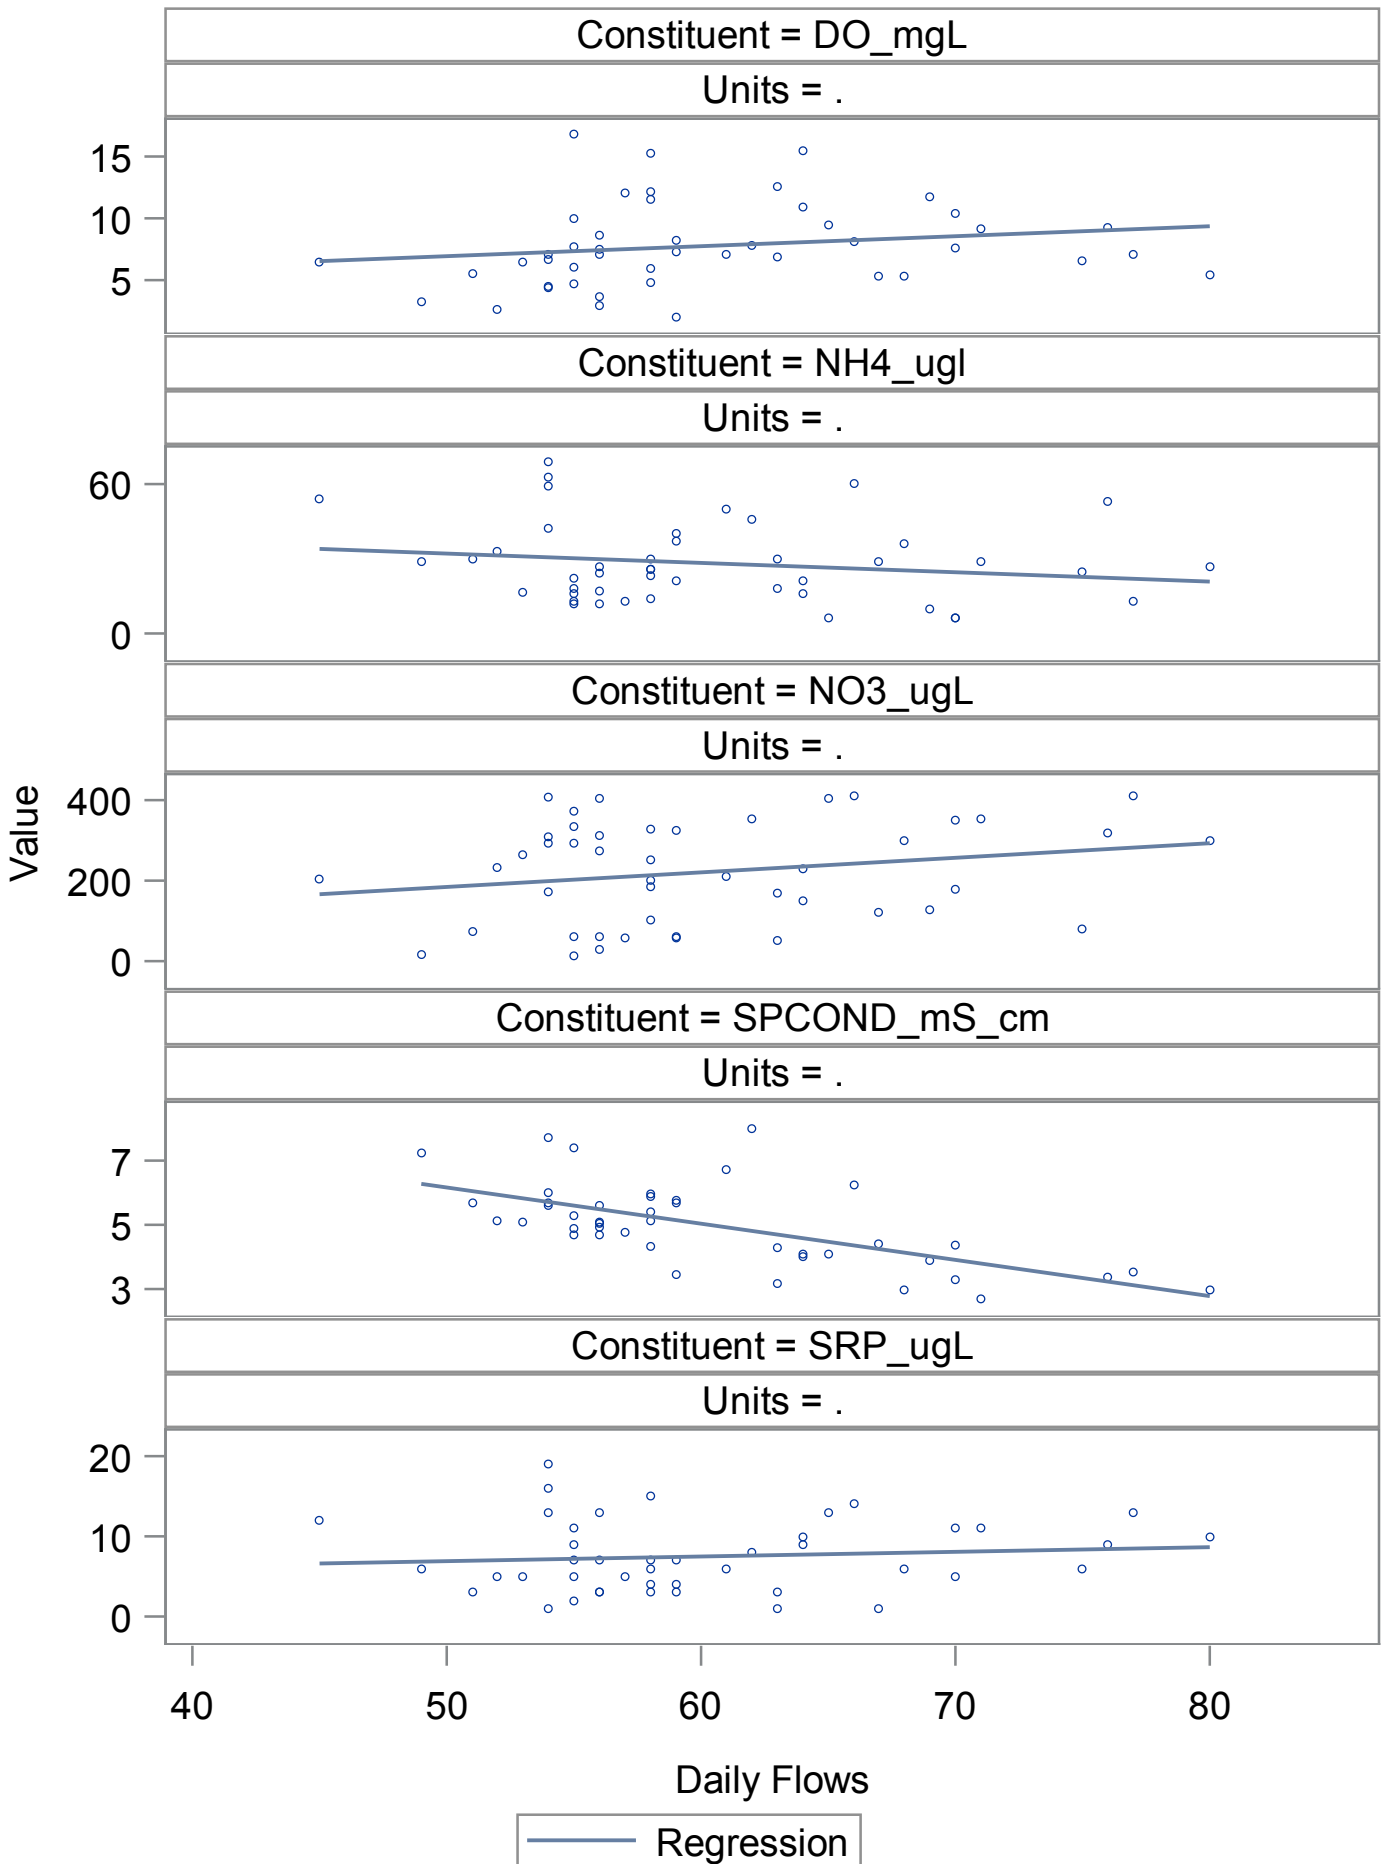 Constituent = DO_mgL
Units = .
15
10
5
Constituent = NH4_ugl
Units = .
60
0
Constituent = NO3_ugL
Units = .
Value
400
200
0
Constituent = SPCOND_mS_cm
Units = .
7
5
3
Constituent = SRP_ugL
Units = .
20
10
0
40 50 60 70 80
Daily Flows
Regression